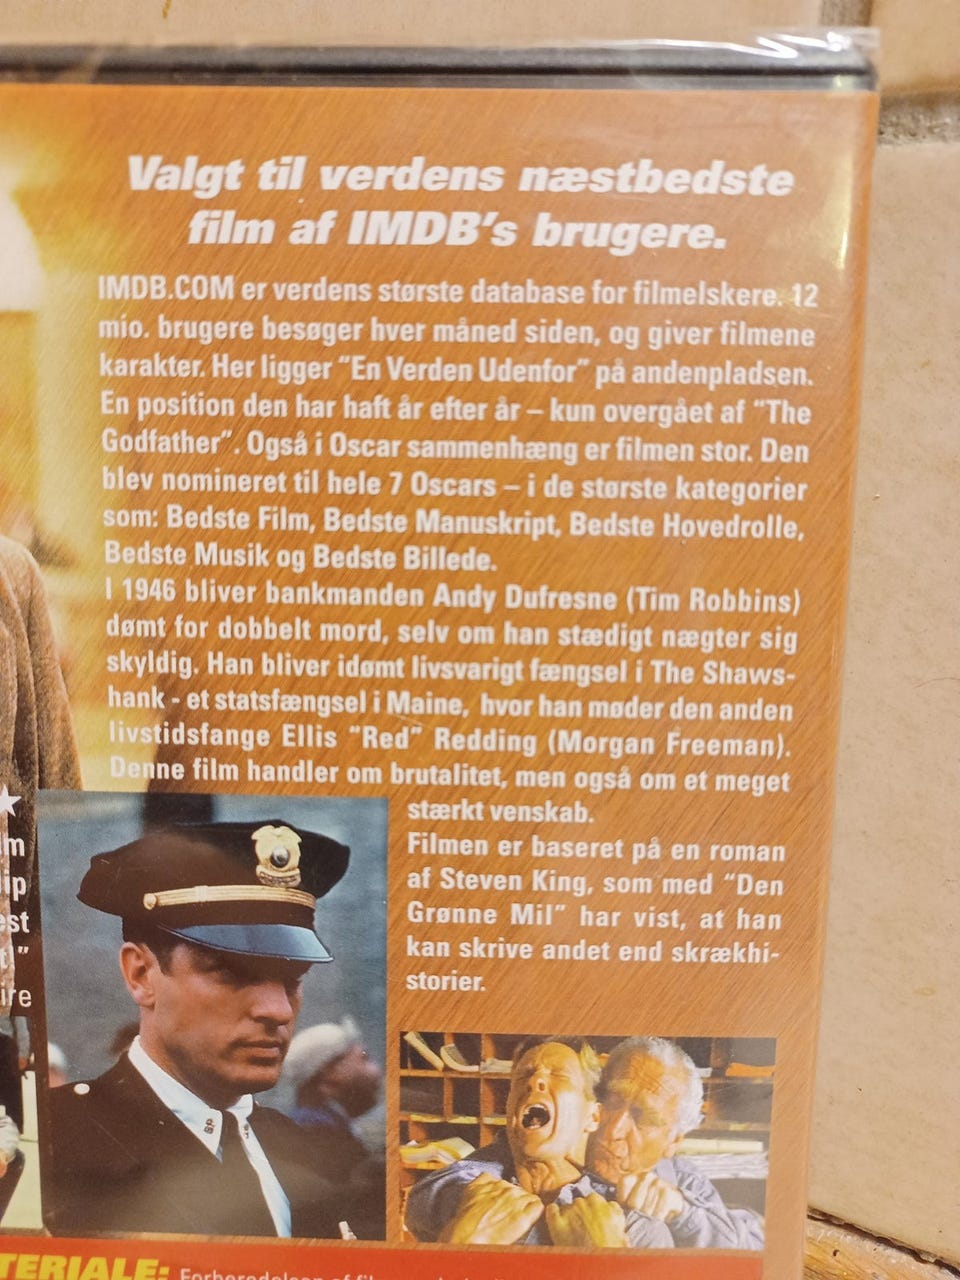 Valgt til verdens næstbedste
film af IMDB's brugere.
IMDB.COM er verdens største database for filmelskere. 12
mio. brugere besøger hver måned siden, og giver filmene
karakter. Her ligger "En Verden Udenfor" på andenpladsen.
En position den har haft år efter år – kun overgået af "The
Godfather". Også i Oscar sammenhæng er filmen stor. Den
blev nomineret til hele 7 Oscars – i de største kategorier
som: Bedste Film, Bedste Manuskript, Bedste Hovedrolle,
Bedste Musik og Bedste Billede.
I 1946 bliver bankmanden Andy Dufresne (Tim Robbins)
dømt for dobbelt mord, selv om han stædigt nægter sig
skyldig. Han bliver idømt livsvarigt fængsel i The Shaws-
hank - et statsfængsel i Maine, hvor han møder den anden
livstidsfange Ellis "Red" Redding (Morgan Freeman).
Denne film handler om brutalitet, men også om et meget
stærkt venskab.
Filmen er baseret på en roman
af Steven King, som med "Den
Grønne Mil" har vist, at han
kan skrive andet end skrækhi-
storier.
m
lip
est
t!"
ire
TERIALE: